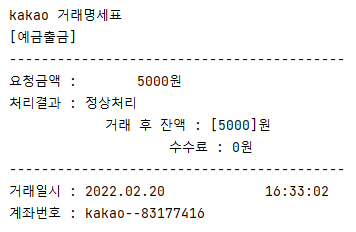 kakao 거래명세표
[예금출금]
------------------------------------------
요청금액 :        5000원
처리결과 : 정상처리
거래 후 잔액 : [5000]원
수수료 : 0원
------------------------------------------
거래일시 : 2022.02.20        16:33:02
계좌번호 : kakao--83177416